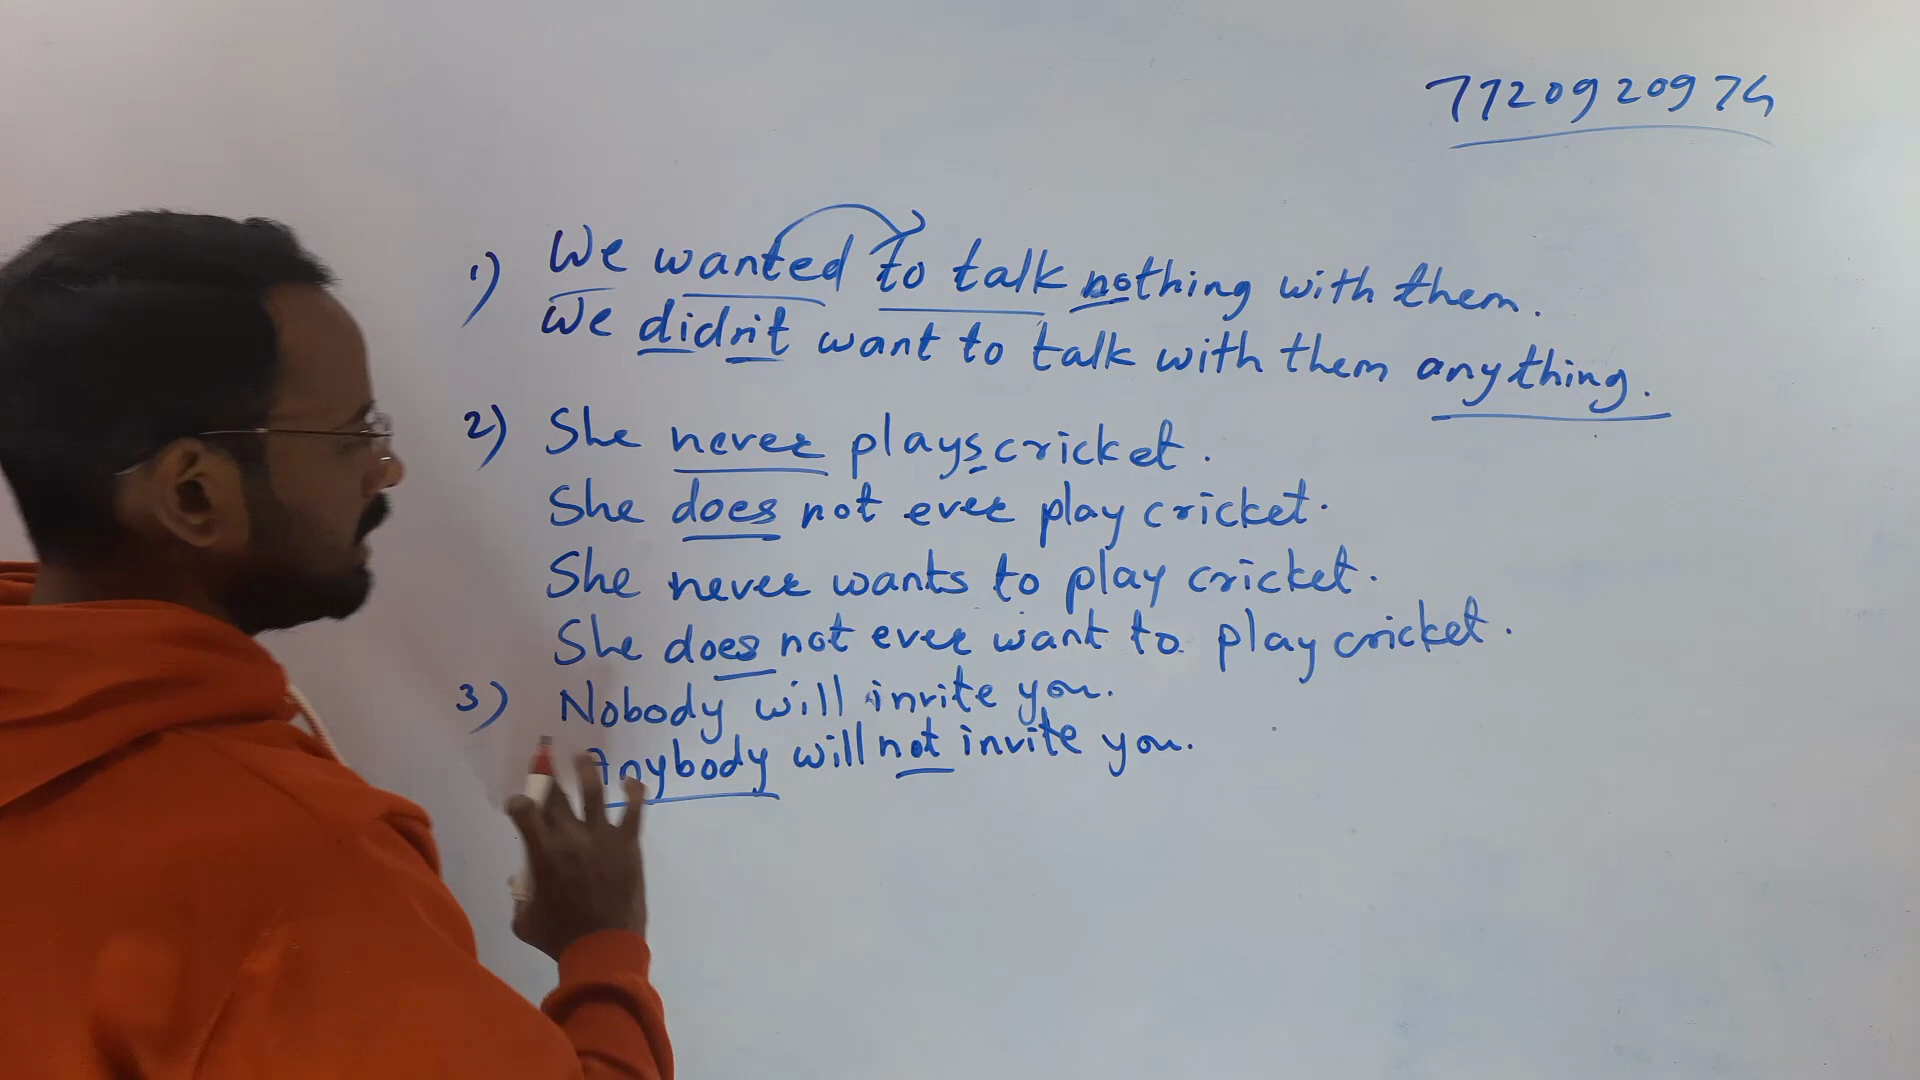 7720920974
1) We wanted to talk nothing with them.
We didn't want to talk with them anything.
2) She never plays cricket.
She does not ever play cricket.
She never wants to play cricket.
She does not ever want to play cricket.
3) Nobody will invite you.
Anybody will not invite you.